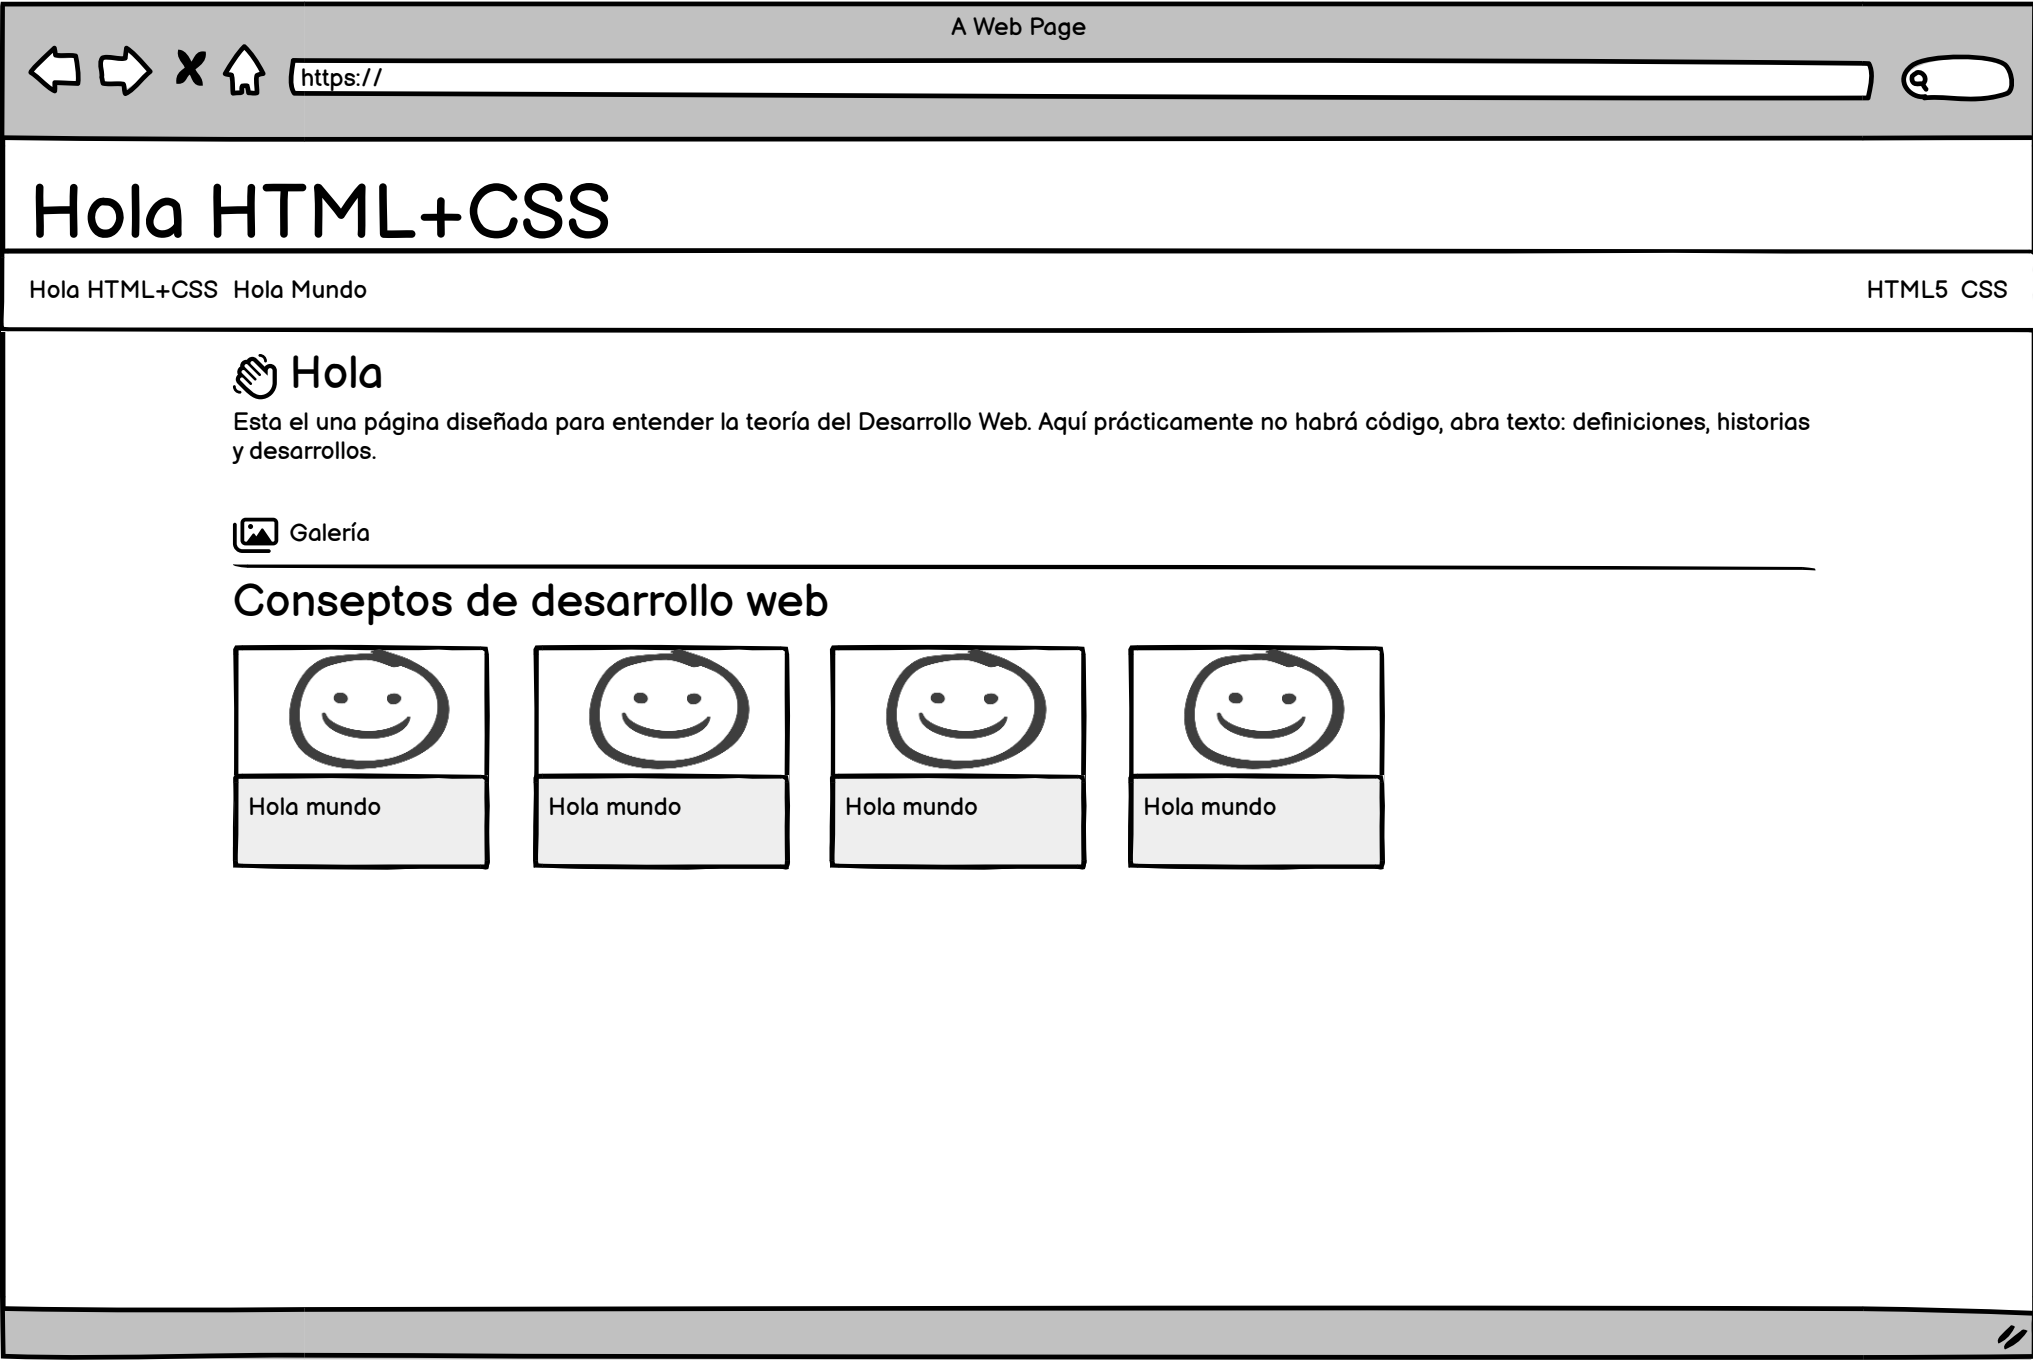 A Web Page
https://
Hola HTML+CSS
Hola HTML+CSS Hola Mundo HTML5 CSS
Hola
Esta el una página diseñada para entender la teoría del Desarrollo Web. Aquí prácticamente no habrá código, abra texto: definiciones, historias
y desarrollos.
Galería
Conseptos de desarrollo web
Hola mundo Hola mundo Hola mundo Hola mundo